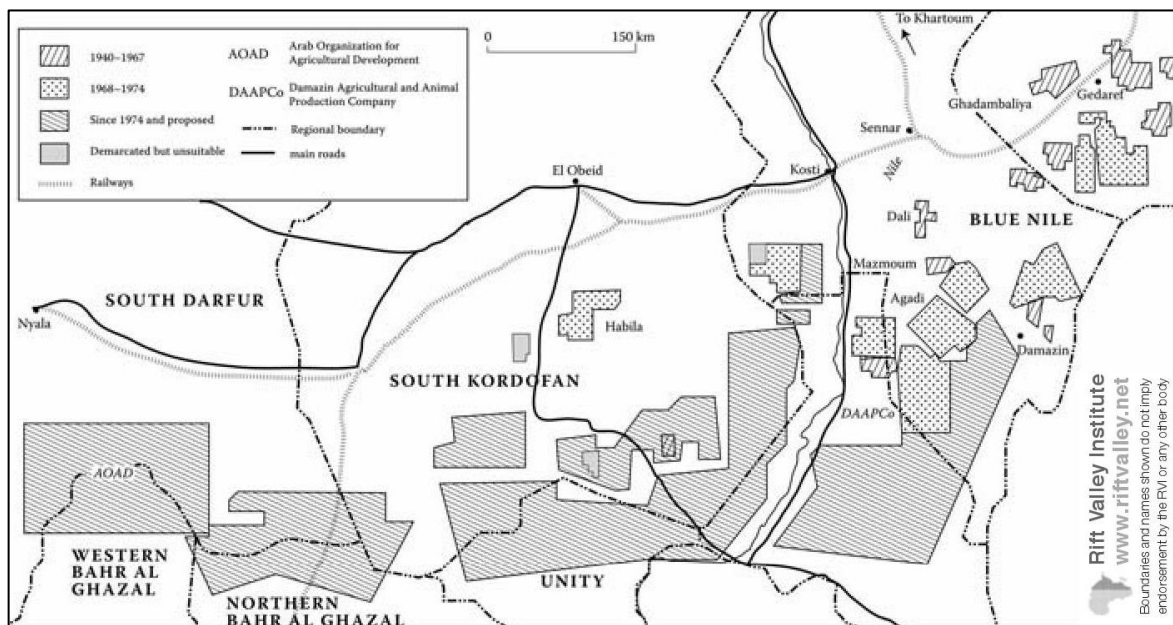 1940–1967
1968–1974
Since 1974 and proposed
Demarcated but unsuitable
Railways
AOAD
Arab Organization for
Agricultural Development
DAAPCo
Damazin Agricultural and Animal
Production Company
Regional boundary
main roads
0
150 km
To Khartoum
Ghadambaliya
Gedaref
Sennar
Nile
El Obeid
Kosti
Dali
BLUE NILE
Mazmoum
Agadi
SOUTH DARFUR
Nyala
Habila
Damazin
SOUTH KORDOFAN
DAAPCo
AOAD
WESTERN
BAHR AL
GHAZAL
NORTHERN
BAHR AL GHAZAL
UNITY
Rift Valley Institute
www.riftvalley.net
Boundaries and names shown do not imply
endorsement by the RVI or any other body